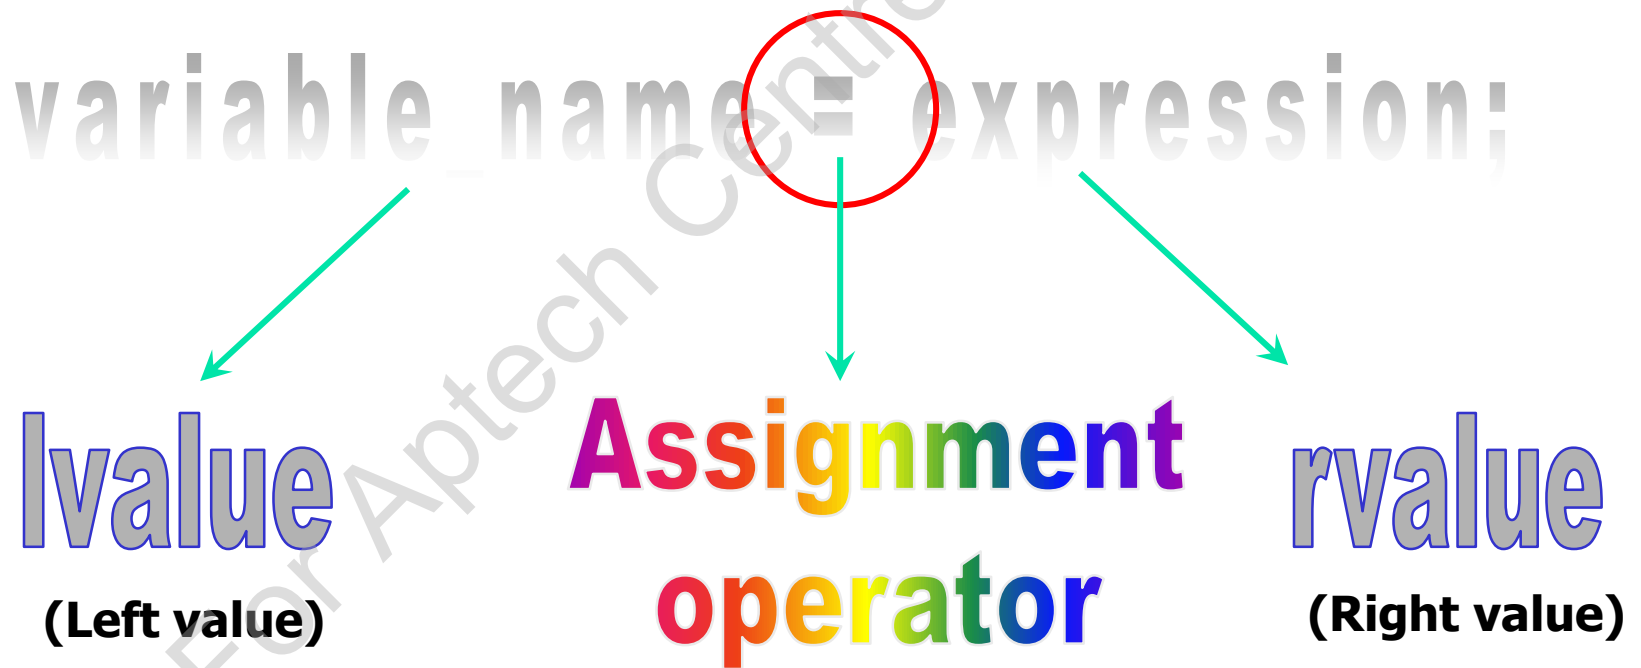 variable_name = expression;
lvalue
Assignment
operator
rvalue
(Left value)
(Right value)
For Aptech Centre